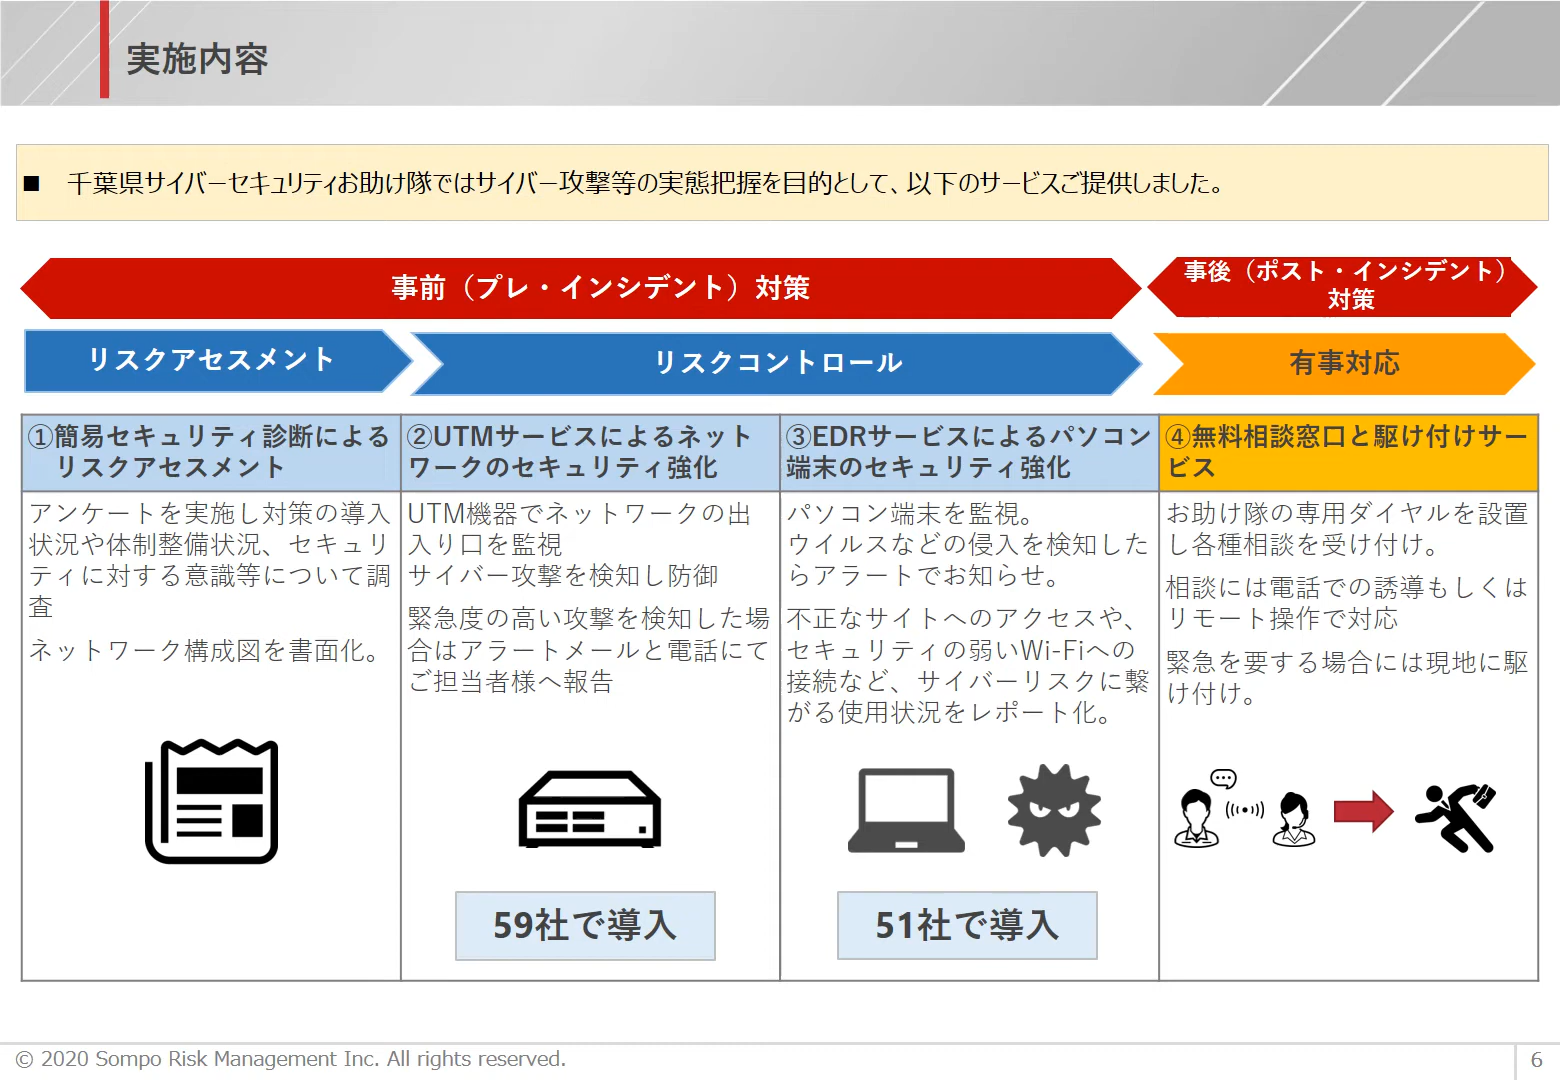 実施内容
■ 千葉県サイバーセキュリティお助け隊ではサイバー攻撃等の実態把握を目的として、以下のサービスご提供しました。
事前（プレ・インシデント）対策
事後（ポスト・インシデント）
対策
リスクアセスメント
リスクコントロール
有事対応
①簡易セキュリティ診断による
リスクアセスメント
アンケートを実施し対策の導入
状況や体制整備状況、セキュリ
ティに対する意識等について調
査
ネットワーク構成図を書面化。
②UTMサービスによるネット
ワークのセキュリティ強化
UTM機器でネットワークの出
入り口を監視
サイバー攻撃を検知し防御
緊急度の高い攻撃を検知した場
合はアラートメールと電話にて
ご担当者様へ報告
59社で導入
③EDRサービスによるパソコン
端末のセキュリティ強化
パソコン端末を監視。
ウイルスなどの侵入を検知した
らアラートでお知らせ。
不正なサイトへのアクセスや、
セキュリティの弱いWi-Fiへの
接続など、サイバーリスクに繋
がる使用状況をレポート化。
51社で導入
④無料相談窓口と駆け付けサー
ビス
お助け隊の専用ダイヤルを設置
し各種相談を受け付け。
相談には電話での誘導もしくは
リモート操作で対応
緊急を要する場合には現地に駆
け付け。
© 2020 Sompo Risk Management Inc. All rights reserved.
6